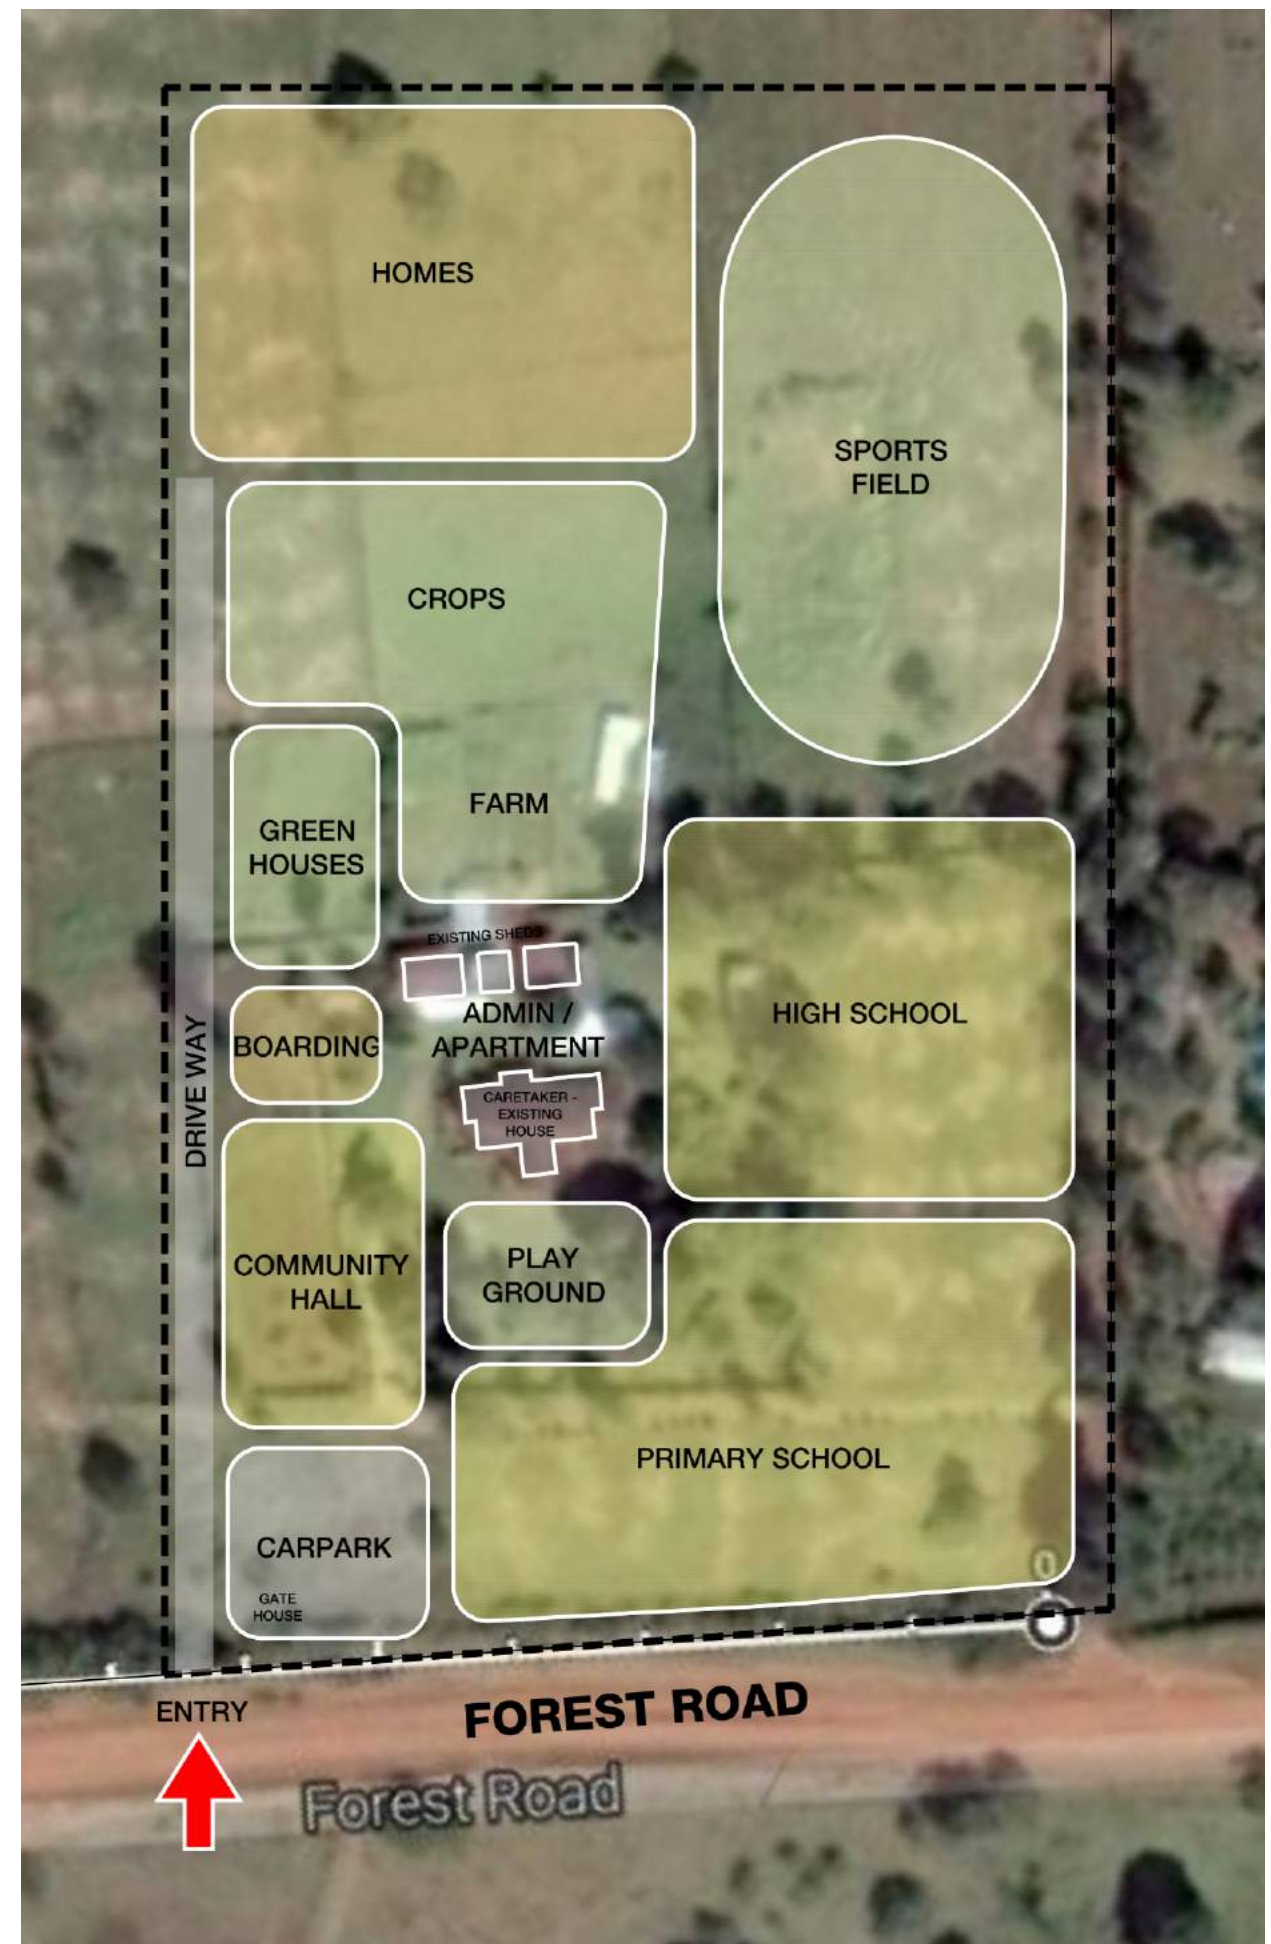 HOMES
SPORTS
FIELD
CROPS
FARM
GREEN
HOUSES
EXISTING SHEDS
ADMIN /
APARTMENT
HIGH SCHOOL
BOARDING
DRIVE WAY
CARETAKER -
EXISTING
HOUSE
COMMUNITY
HALL
PLAY
GROUND
PRIMARY SCHOOL
CARPARK
GATE
HOUSE
0
ENTRY
FOREST ROAD
Forest Road